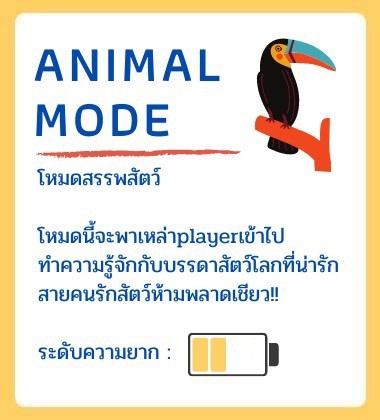 ANIMAL
MODE
โหมดสรรพสัตว์
โหมดนี้จะพาเหล่าplayerเข้าไป
ทำความรู้จักกับบรรดาสัตว์โลกที่น่ารัก
สายคนรักสัตว์ห้ามพลาดเชียว!!
ระดับความยาก :